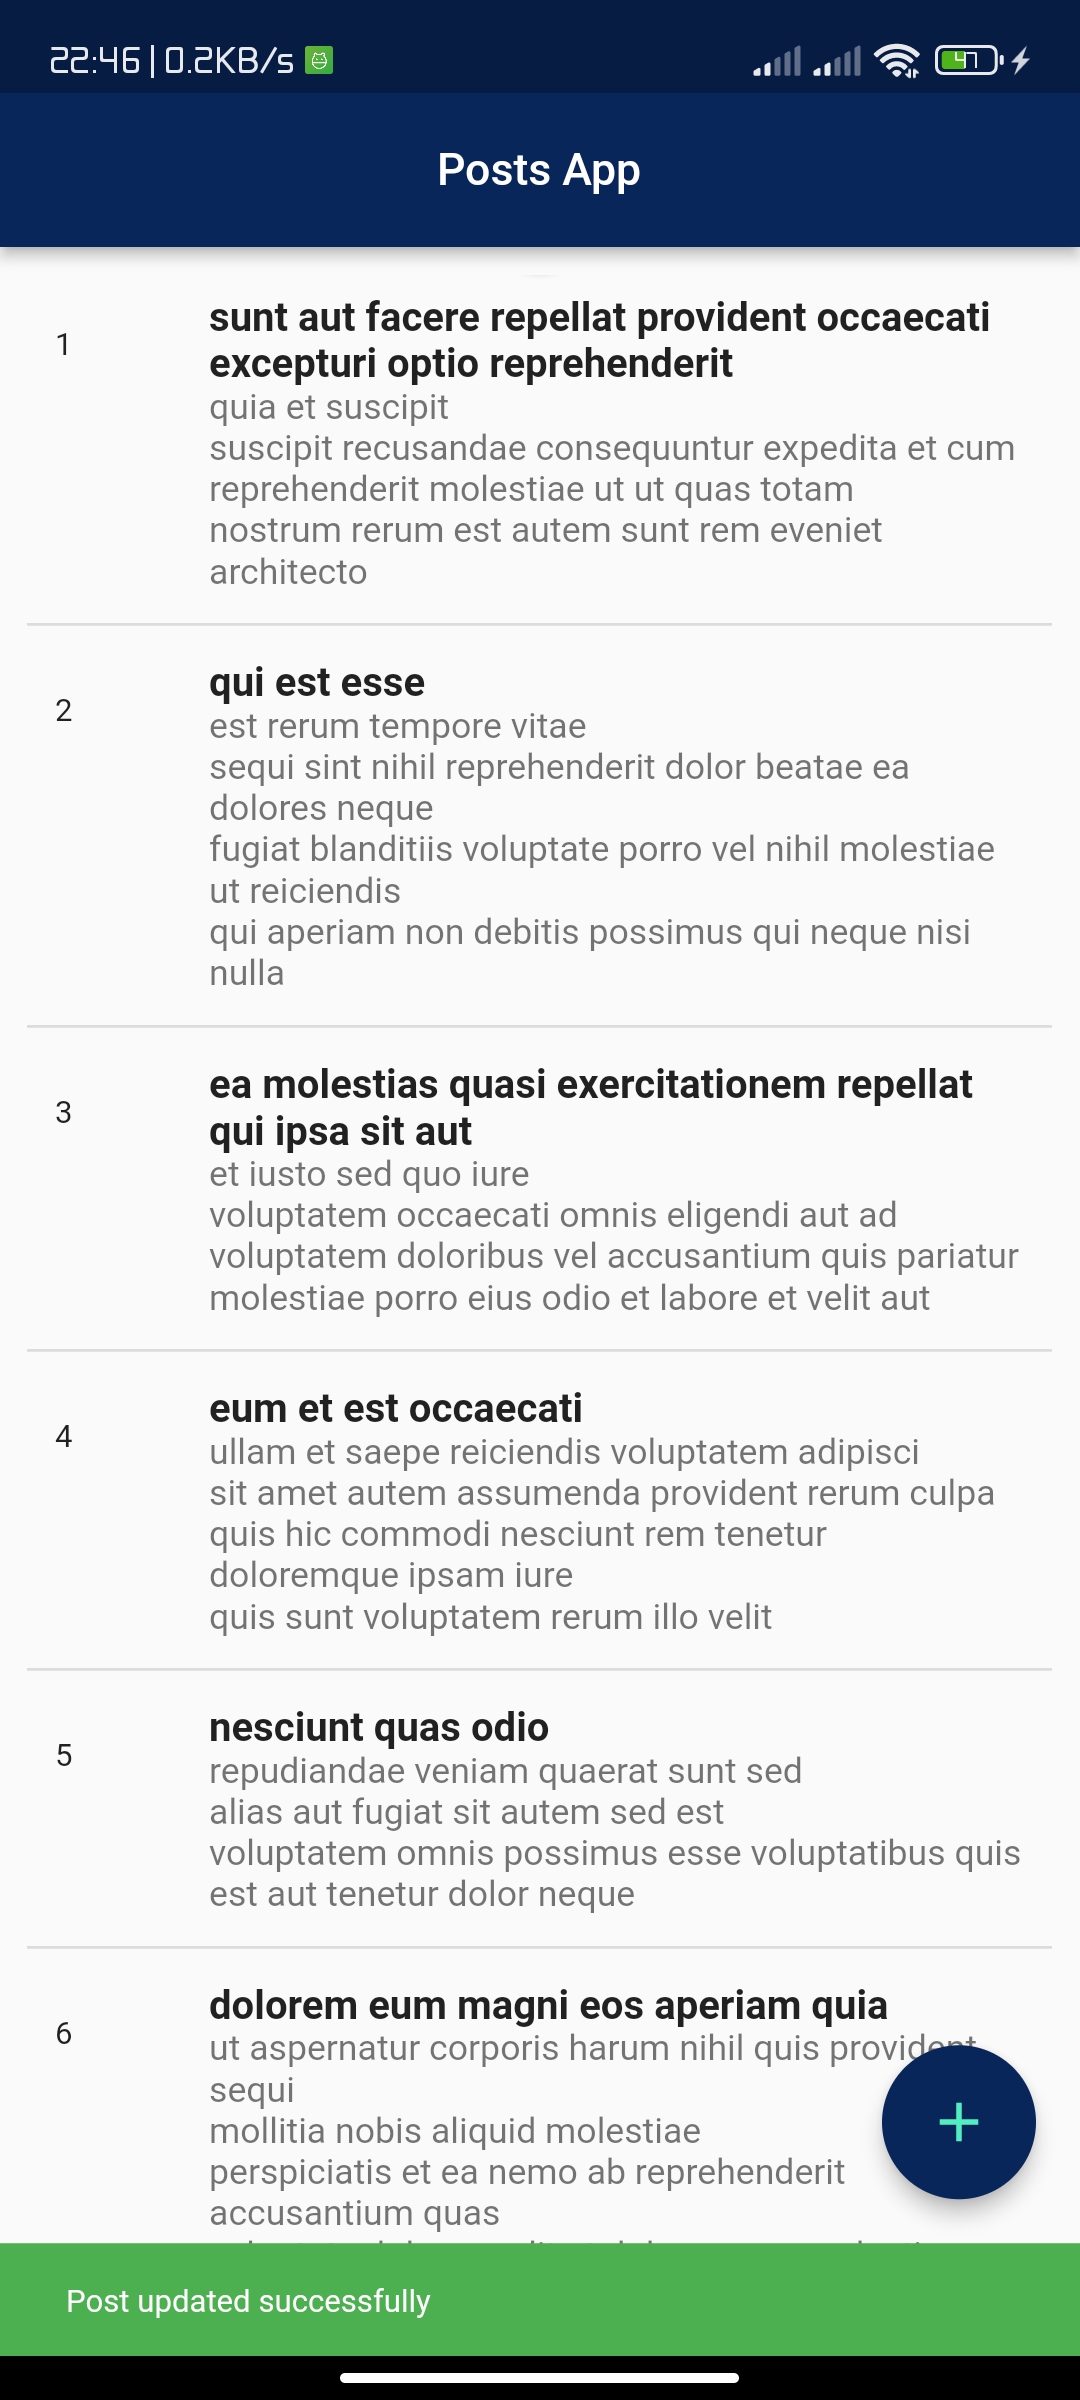 22:46 | 0.2KB/s
47
Posts App
1
sunt aut facere repellat provident occaecati
excepturi optio reprehenderit
quia et suscipit
suscipit recusandae consequuntur expedita et cum
reprehenderit molestiae ut ut quas totam
nostrum rerum est autem sunt rem eveniet
architecto
2
qui est esse
est rerum tempore vitae
sequi sint nihil reprehenderit dolor beatae ea
dolores neque
fugiat blanditiis voluptate porro vel nihil molestiae
ut reiciendis
qui aperiam non debitis possimus qui neque nisi
nulla
3
ea molestias quasi exercitationem repellat
qui ipsa sit aut
et iusto sed quo iure
voluptatem occaecati omnis eligendi aut ad
voluptatem doloribus vel accusantium quis pariatur
molestiae porro eius odio et labore et velit aut
4
eum et est occaecati
ullam et saepe reiciendis voluptatem adipisci
sit amet autem assumenda provident rerum culpa
quis hic commodi nesciunt rem tenetur
doloremque ipsam iure
quis sunt voluptatem rerum illo velit
5
nesciunt quas odio
repudiandae veniam quaerat sunt sed
alias aut fugiat sit autem sed est
voluptatem omnis possimus esse voluptatibus quis
est aut tenetur dolor neque
6
dolorem eum magni eos aperiam quia
ut aspernatur corporis harum nihil quis provident
sequi
mollitia nobis aliquid molestiae
perspiciatis et ea nemo ab reprehenderit
accusantium quas
Post updated successfully